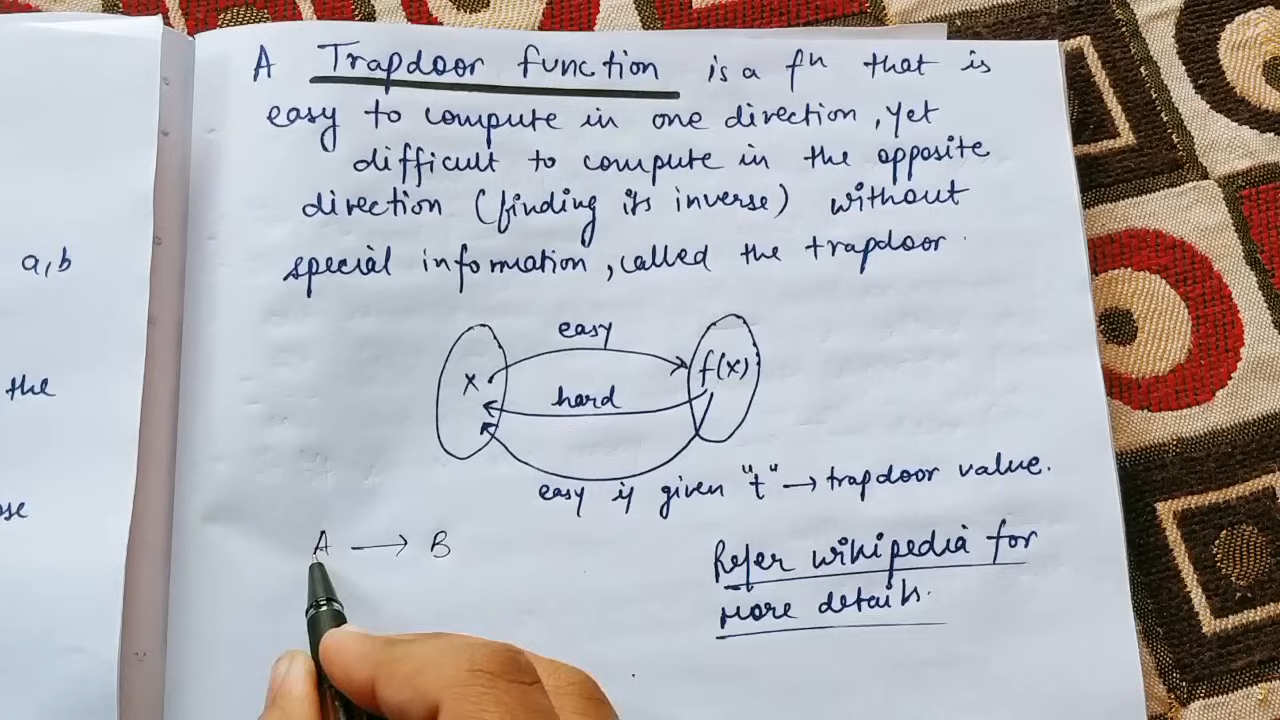 A Trapdoor function is a fn that is
easy to compute in one direction, yet
difficult to compute in the opposite
direction (finding its inverse) without
special information, called the trapdoor.
a,b
easy
x
f(x)
hard
the
easy if given "t" → trapdoor value.
A → B
Refer wikipedia for
more details.